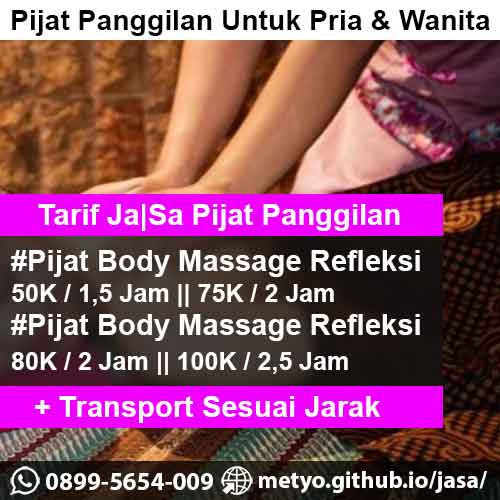 Pijat Panggilan Untuk Pria & Wanita
Tarif Ja|Sa Pijat Panggilan
#Pijat Body Massage Refleksi
50K / 1,5 Jam || 75K / 2 Jam
#Pijat Body Massage Refleksi
80K / 2 Jam || 100K / 2,5 Jam
+ Transport Sesuai Jarak
0899-5654-009 metyo.github.io/jasa/